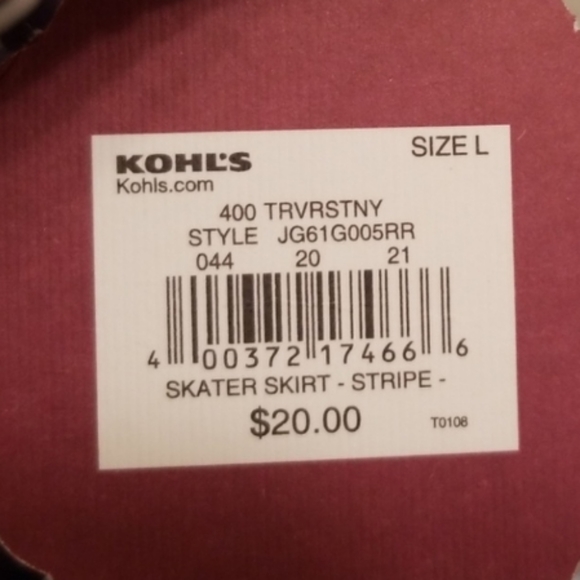 KOHL'S
SIZE L
Kohls.com
400 TRVRSTNY
STYLE JG61G005RR
044 20 21
4 00372 17466 6
SKATER SKIRT - STRIPE -
$20.00
T0108